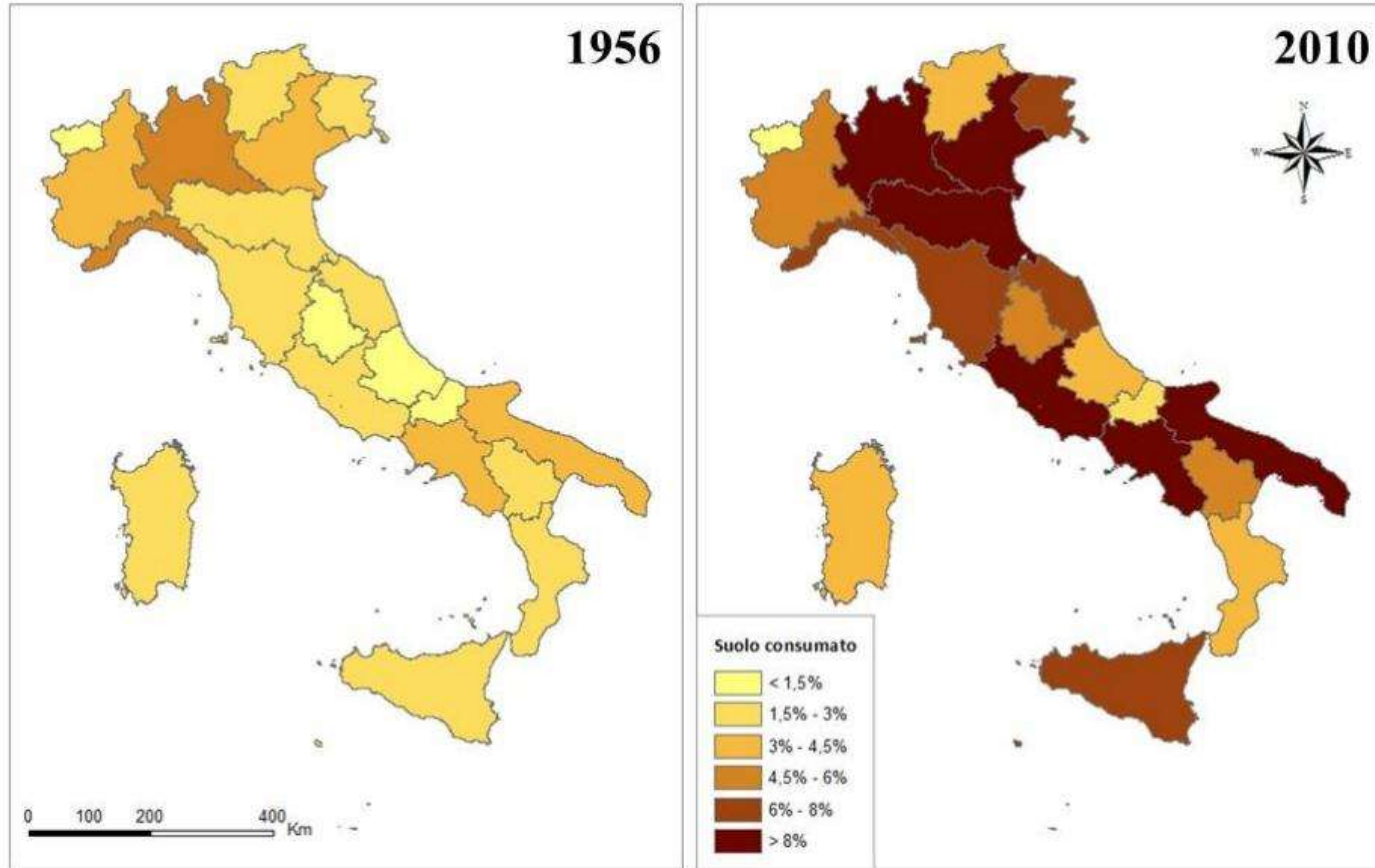 1956
2010
N
W E
S
Suolo consumato
< 1,5%
1,5% - 3%
3% - 4,5%
4,5% - 6%
6% - 8%
> 8%
0 100 200 400
Km